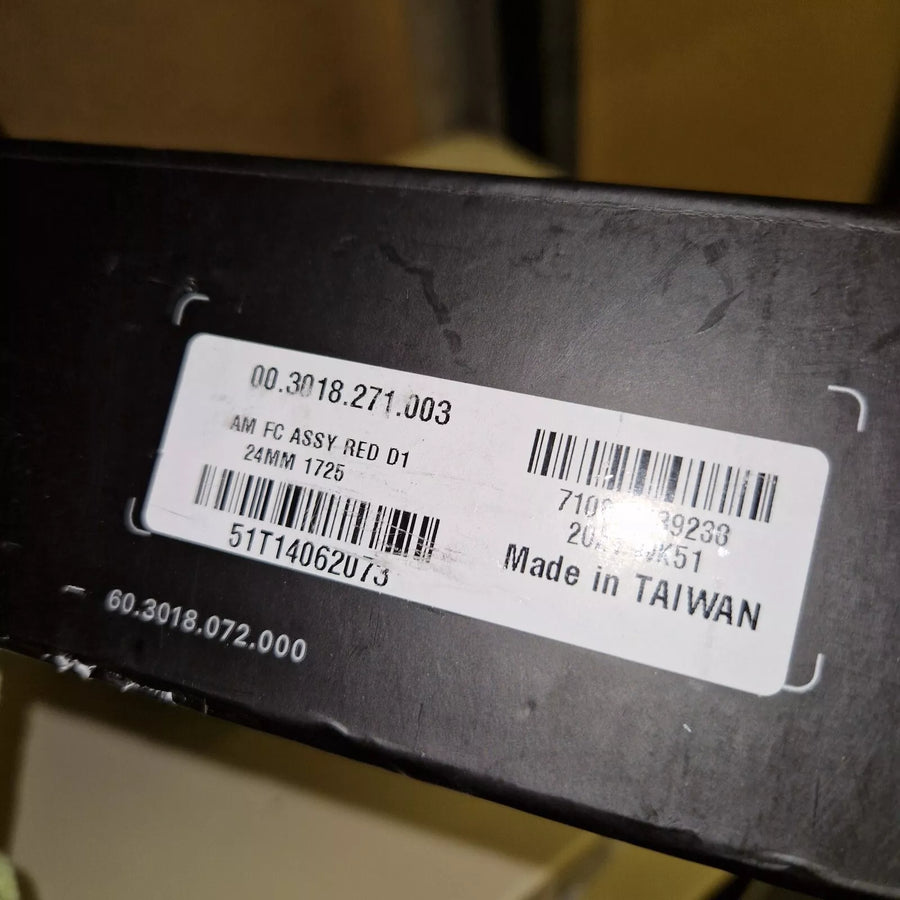 00.3018.271.003
AM FC ASSY RED D1
24MM 1725
51T14062073
Made in TAIWAN
60.3018.072.000